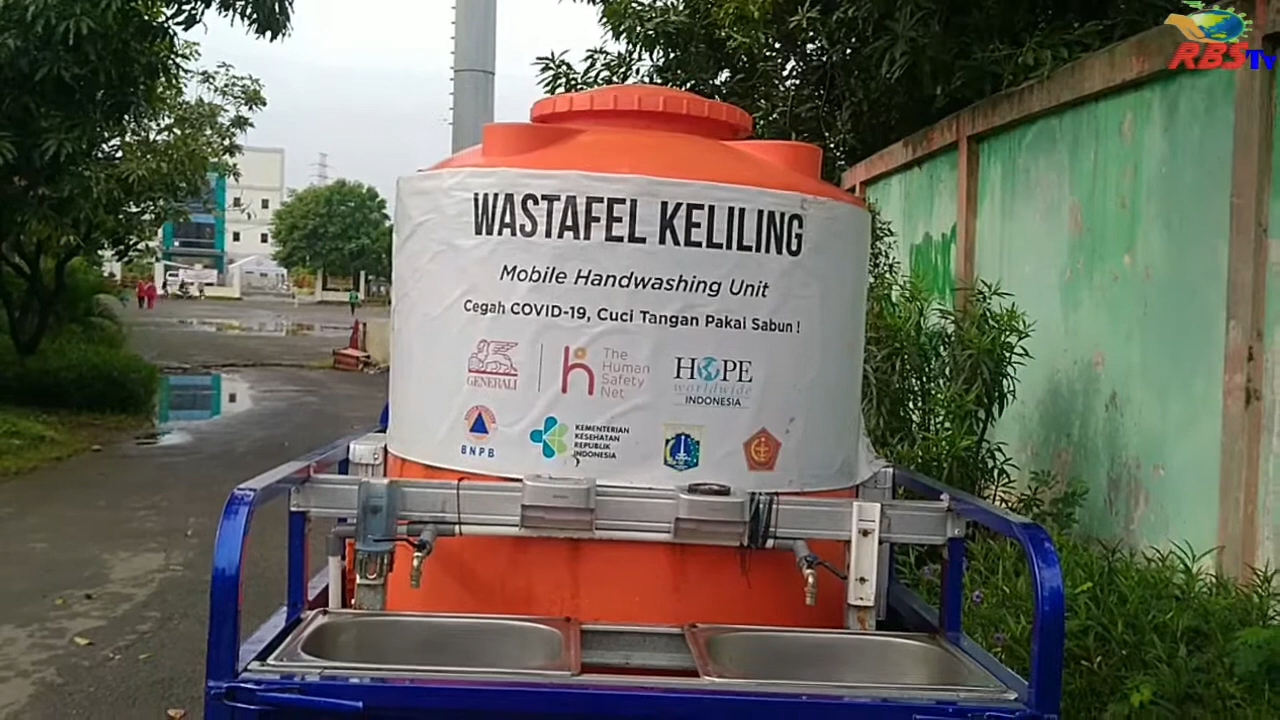 RBS Tv
WASTAFEL KELILING
Mobile Handwashing Unit
Cegah COVID-19, Cuci Tangan Pakai Sabun !
GENERALI
The
Human
Safety
Net
HOPE
worldwide
INDONESIA
BNPB
KEMENTERIAN
KESEHATAN
REPUBLIK
INDONESIA